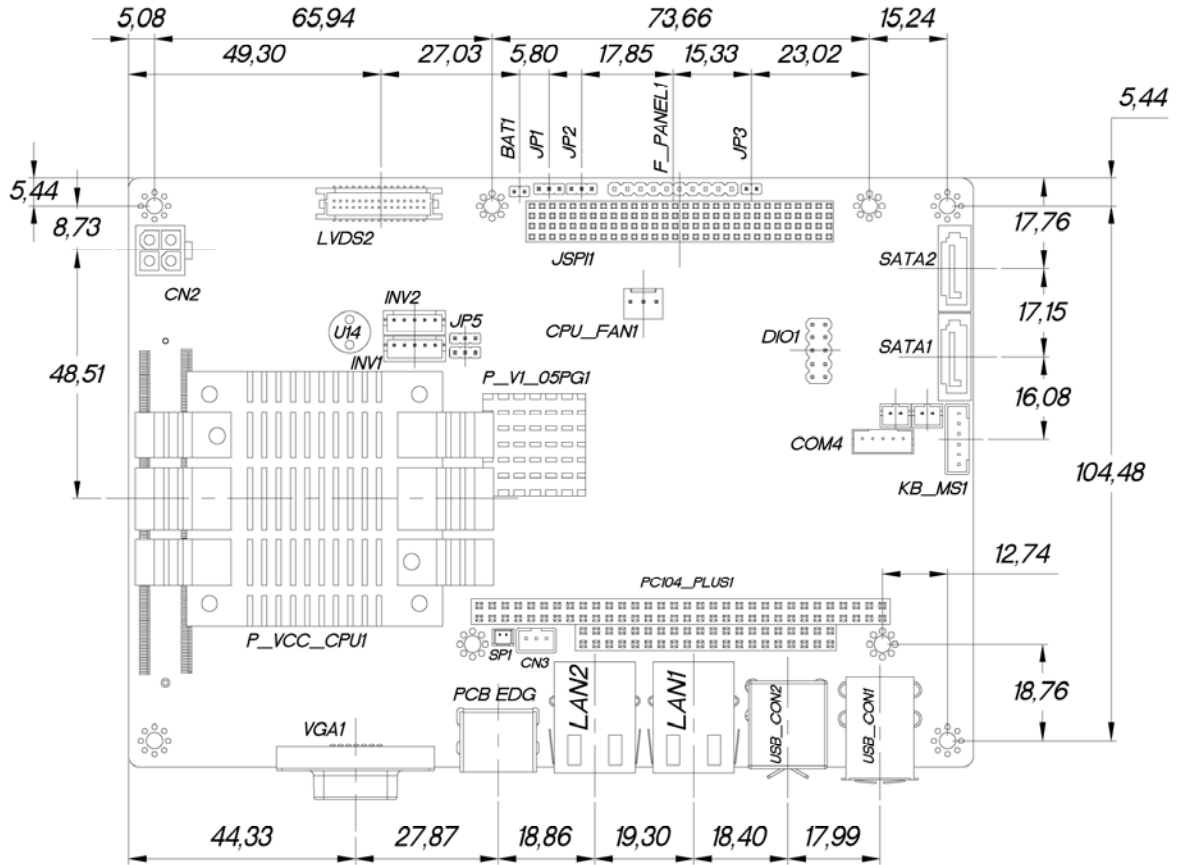 5,08 65,94 73,66 15,24
49,30 27,03 5,80 17,85 15,33 23,02
5,44
BAT1 JP1 JP2 F_PANEL1 JP3
5,44
8,73
17,76
LVDS2
JSPI1
SATA2
CN2
INV2
U14 JP5
CPU_FAN1
DIO1
17,15
SATA1
INV1
48,51
P_V1_05PG1
16,08
COM4
104,48
KB_MS1
12,74
PC104_PLUS1
P_VCC_CPU1
SP1
CN3
LAN2 LAN1 USB_CON2 USB_CON1
PCB EDG
18,76
VGA1
44,33 27,87 18,86 19,30 18,40 17,99